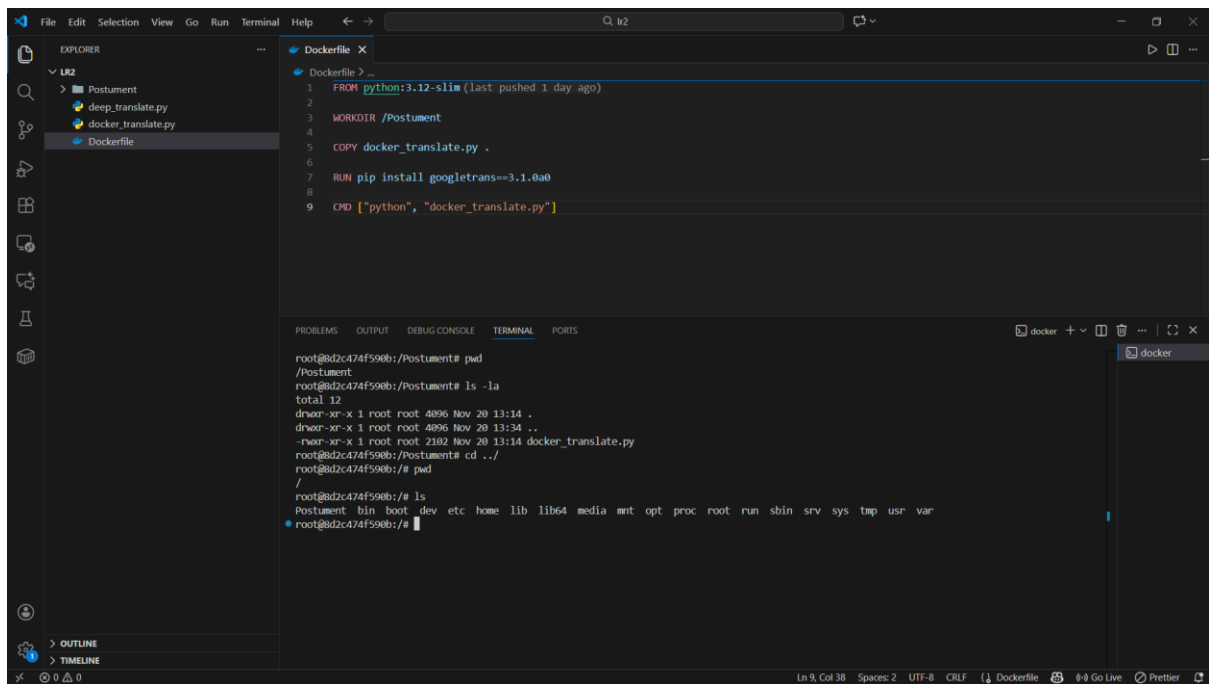 File Edit Selection View Go Run Terminal Help
lr2
EXPLORER
LR2
Postument
deep_translate.py
docker_translate.py
Dockerfile
OUTLINE
TIMELINE
Dockerfile
Dockerfile > ...
1 FROM python:3.12-slim (last pushed 1 day ago)
2
3 WORKDIR /Postument
4
5 COPY docker_translate.py .
6
7 RUN pip install googletrans==3.1.0a0
8
9 CMD ["python", "docker_translate.py"]
PROBLEMS OUTPUT DEBUG CONSOLE TERMINAL PORTS
docker
docker
root@8d2c474f590b:/Postument# pwd
/Postument
root@8d2c474f590b:/Postument# ls -la
total 12
drwxr-xr-x 1 root root 4096 Nov 20 13:14 .
drwxr-xr-x 1 root root 4096 Nov 20 13:34 ..
-rwxr-xr-x 1 root root 2102 Nov 20 13:14 docker_translate.py
root@8d2c474f590b:/Postument# cd ../
root@8d2c474f590b:/# pwd
/
root@8d2c474f590b:/# ls
Postument bin boot dev etc home lib lib64 media mnt opt proc root run sbin srv sys tmp usr var
root@8d2c474f590b:/#
1
0 0
Ln 9, Col 38 Spaces: 2 UTF-8 CRLF Dockerfile Go Live Prettier